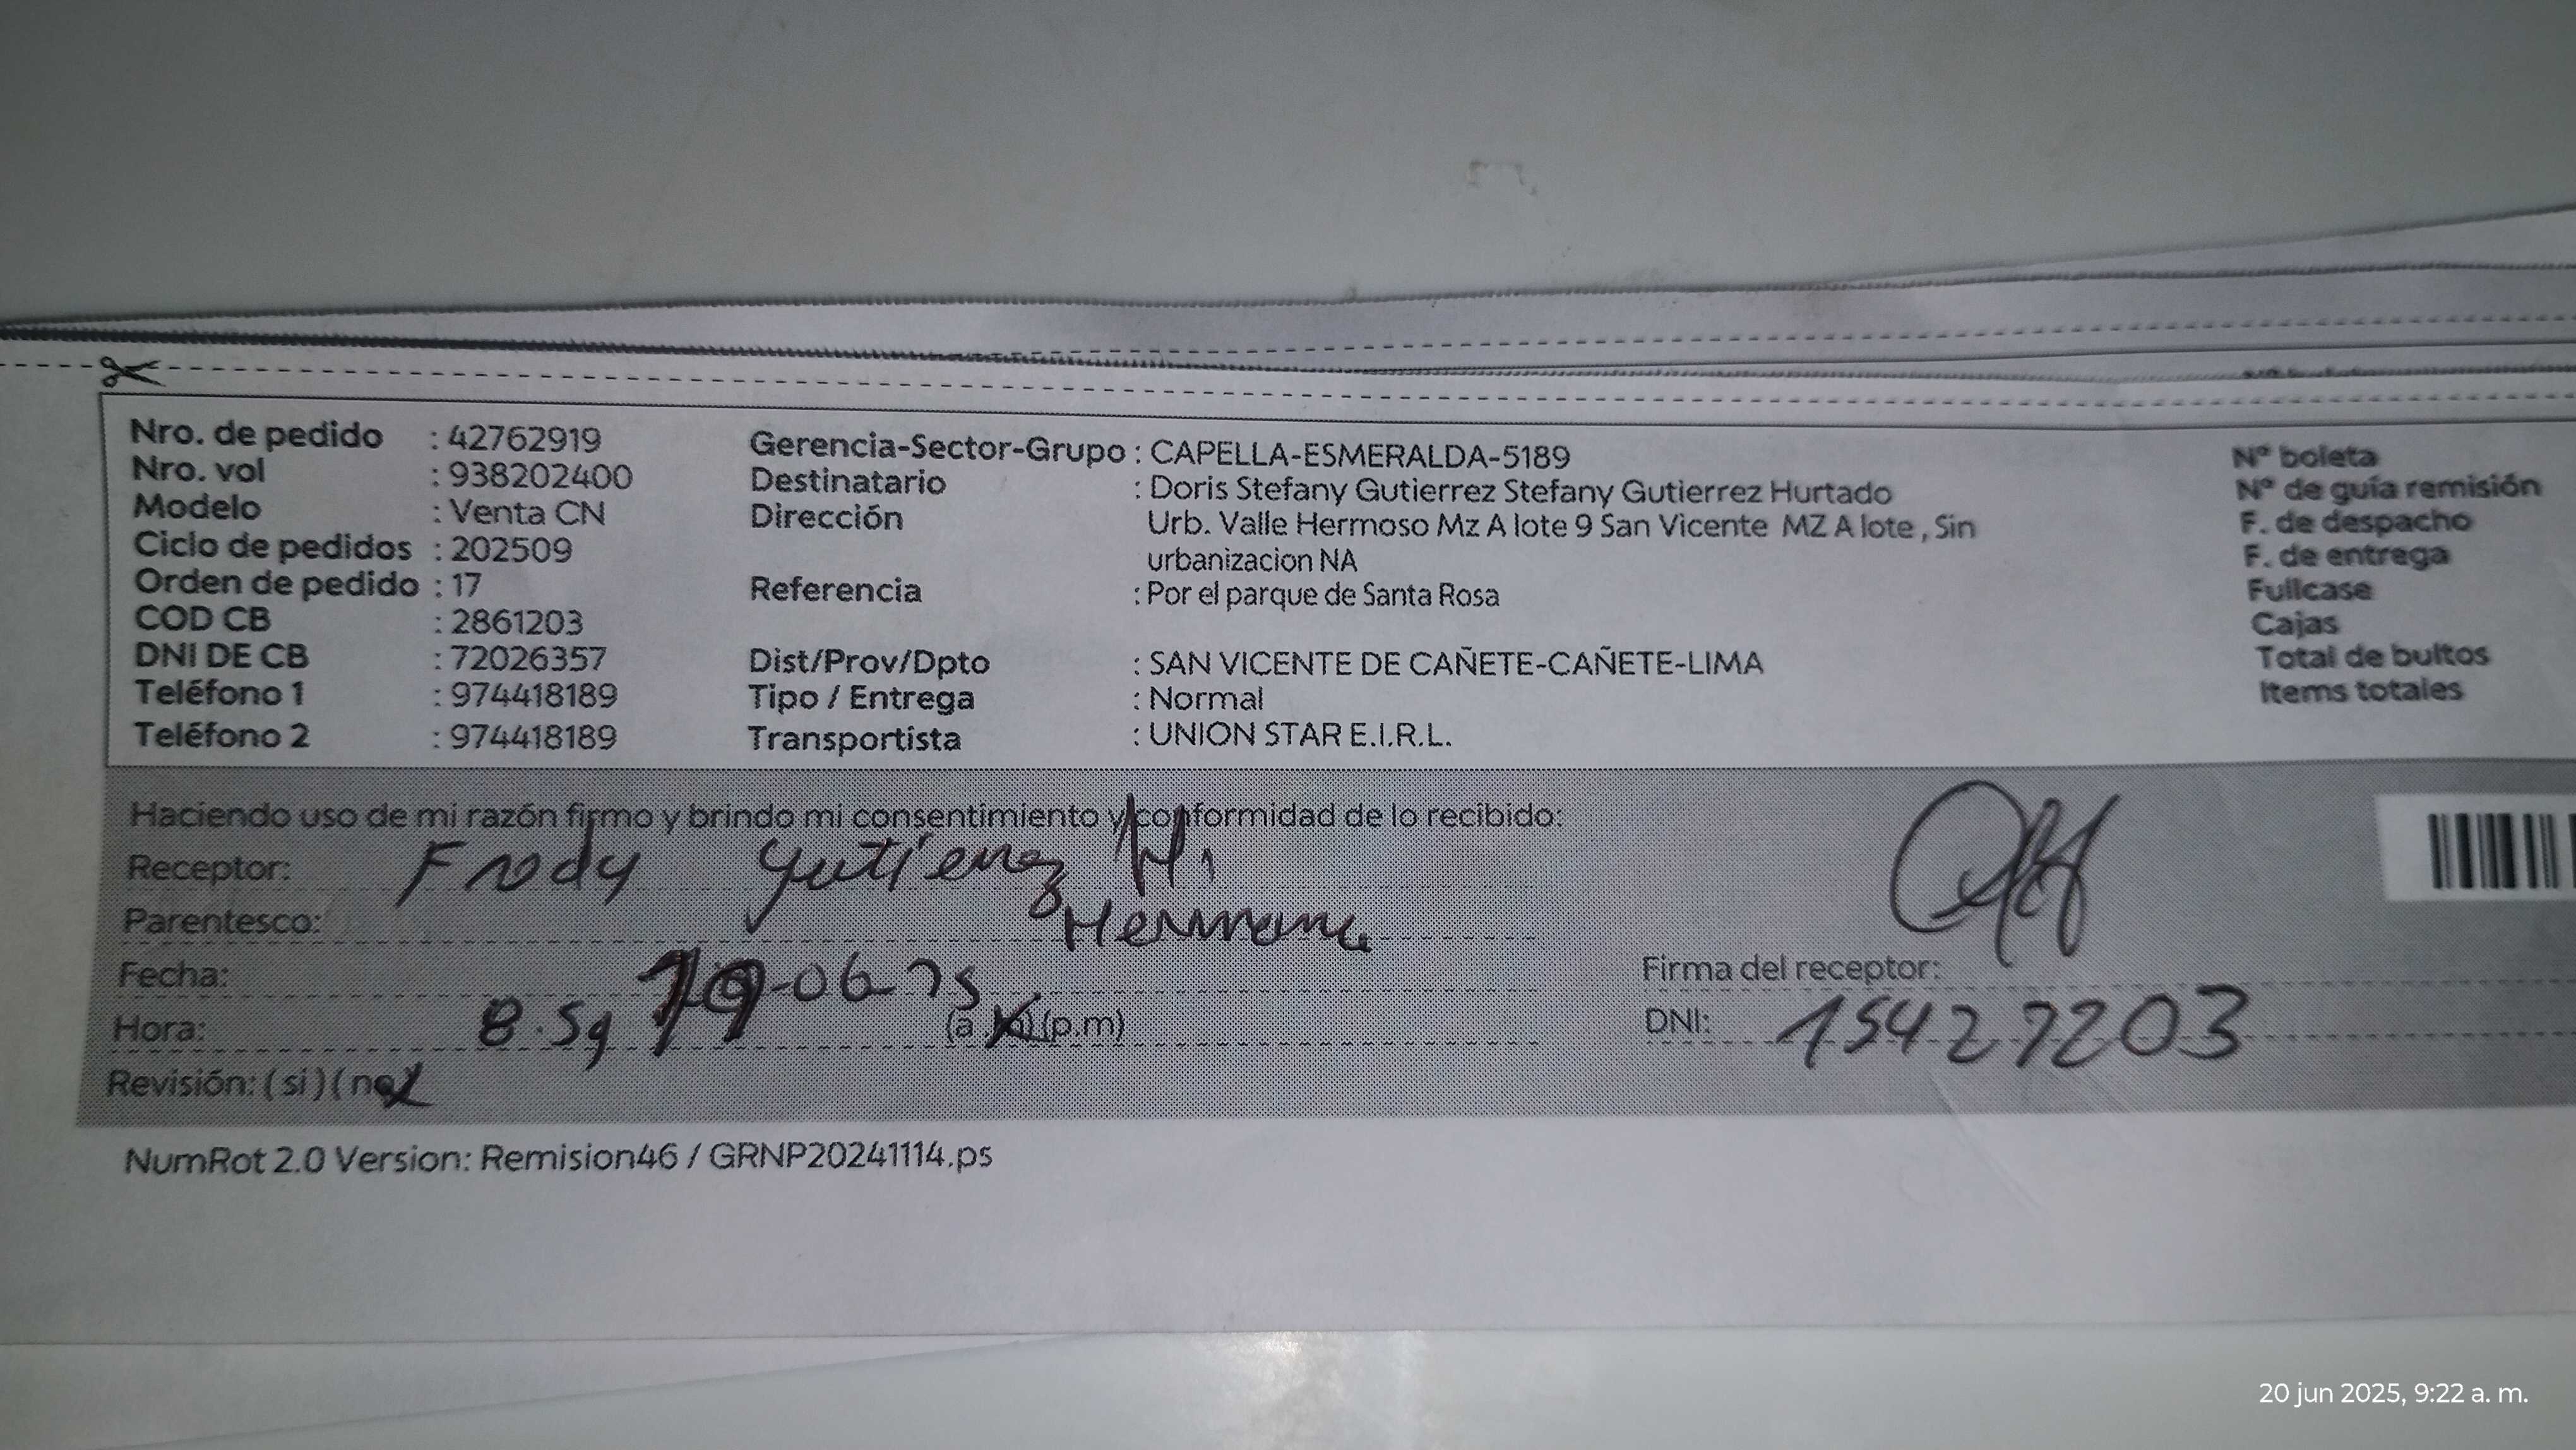 Nro. de pedido : 42762919
Nro. vol : 938202400
Modelo : Venta CN
Ciclo de pedidos : 202509
Orden de pedido : 17
COD CB : 2861203
DNI DE CB : 72026357
Teléfono 1 : 974418189
Teléfono 2 : 974418189
Gerencia-Sector-Grupo : CAPELLA-ESMERALDA-5189
Destinatario : Doris Stefany Gutierrez Stefany Gutierrez Hurtado
Dirección Urb. Valle Hermoso Mz A lote 9 San Vicente MZ A lote , Sin
urbanizacion NA
Referencia : Por el parque de Santa Rosa
Dist/Prov/Dpto : SAN VICENTE DE CAÑETE-CAÑETE-LIMA
Tipo / Entrega : Normal
Transportista : UNION STAR E.I.R.L.
Nº boleta
Nº de guía remisión
F. de despacho
F. de entrega
Fullcase
Cajas
Total de bultos
Items totales
Haciendo uso de mi razón firmo y brindo mi consentimiento y conformidad de lo recibido:
Receptor: Gutierrez H.
Parentesco:
Fecha:
Hora: 8.59 (a.m) (p.m)
Revisión: (si) (no)
Firma del receptor:
DNI: 15427203
NumRot 2.0 Version: Remision46 / GRNP20241114.ps
20 jun 2025, 9:22 a. m.